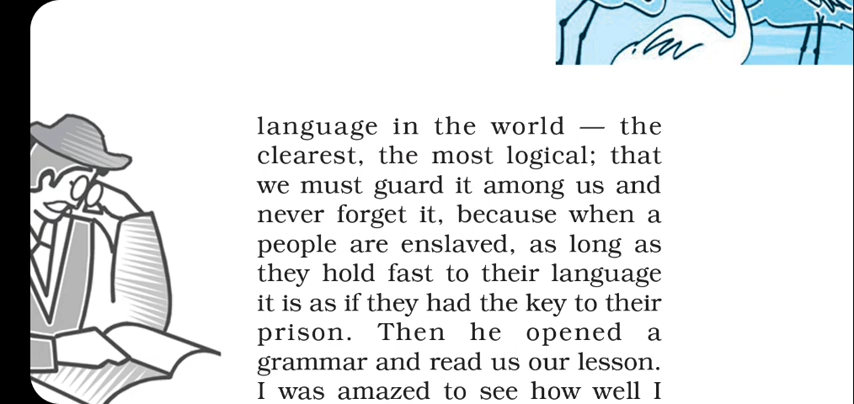 language in the world — the
clearest, the most logical; that
we must guard it among us and
never forget it, because when a
people are enslaved, as long as
they hold fast to their language
it is as if they had the key to their
prison. Then he opened a
grammar and read us our lesson.
I was amazed to see how well I